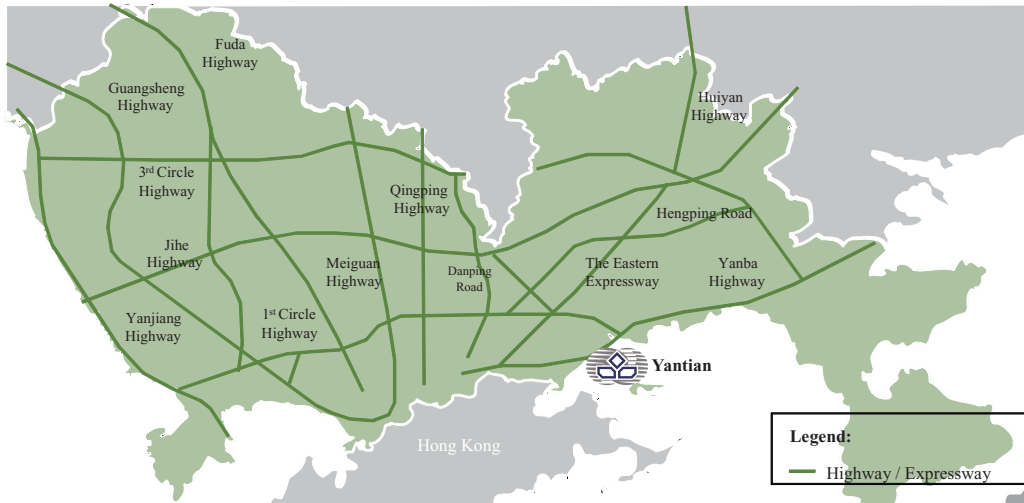 Fuda
Highway
Guangsheng
Highway
Huiyan
Highway
3rd Circle
Highway
Qingping
Highway
Hengping Road
Jihe
Highway
Meiguan
Highway
Danping
Road
The Eastern
Expressway
Yanba
Highway
Yanjiang
Highway
1st Circle
Highway
Yantian
Hong Kong
Legend:
Highway / Expressway